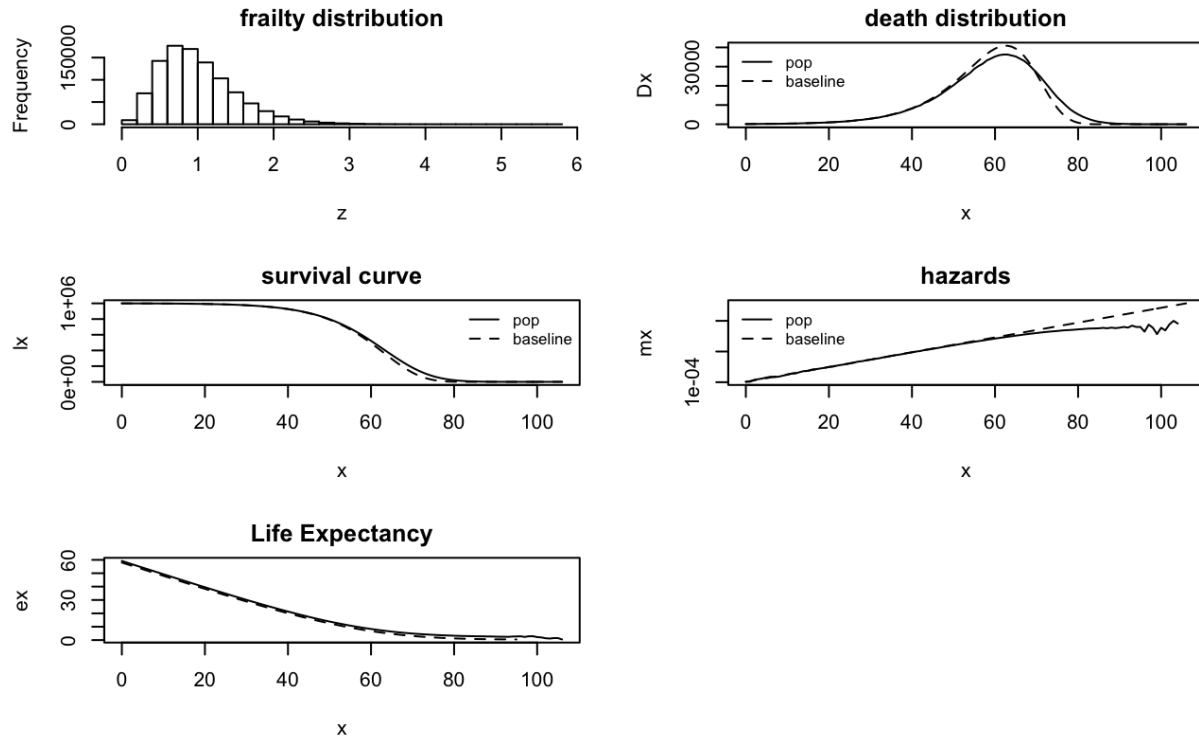 frailty distribution
Frequency
150000
0
0 1 2 3 4 5 6
z
death distribution
Dx
30000
0
pop
baseline
0 20 40 60 80 100
x
survival curve
lx
1e+06
0e+00
pop
baseline
0 20 40 60 80 100
x
hazards
mx
1e-04
pop
baseline
0 20 40 60 80 100
x
Life Expectancy
ex
60
30
0
0 20 40 60 80 100
x